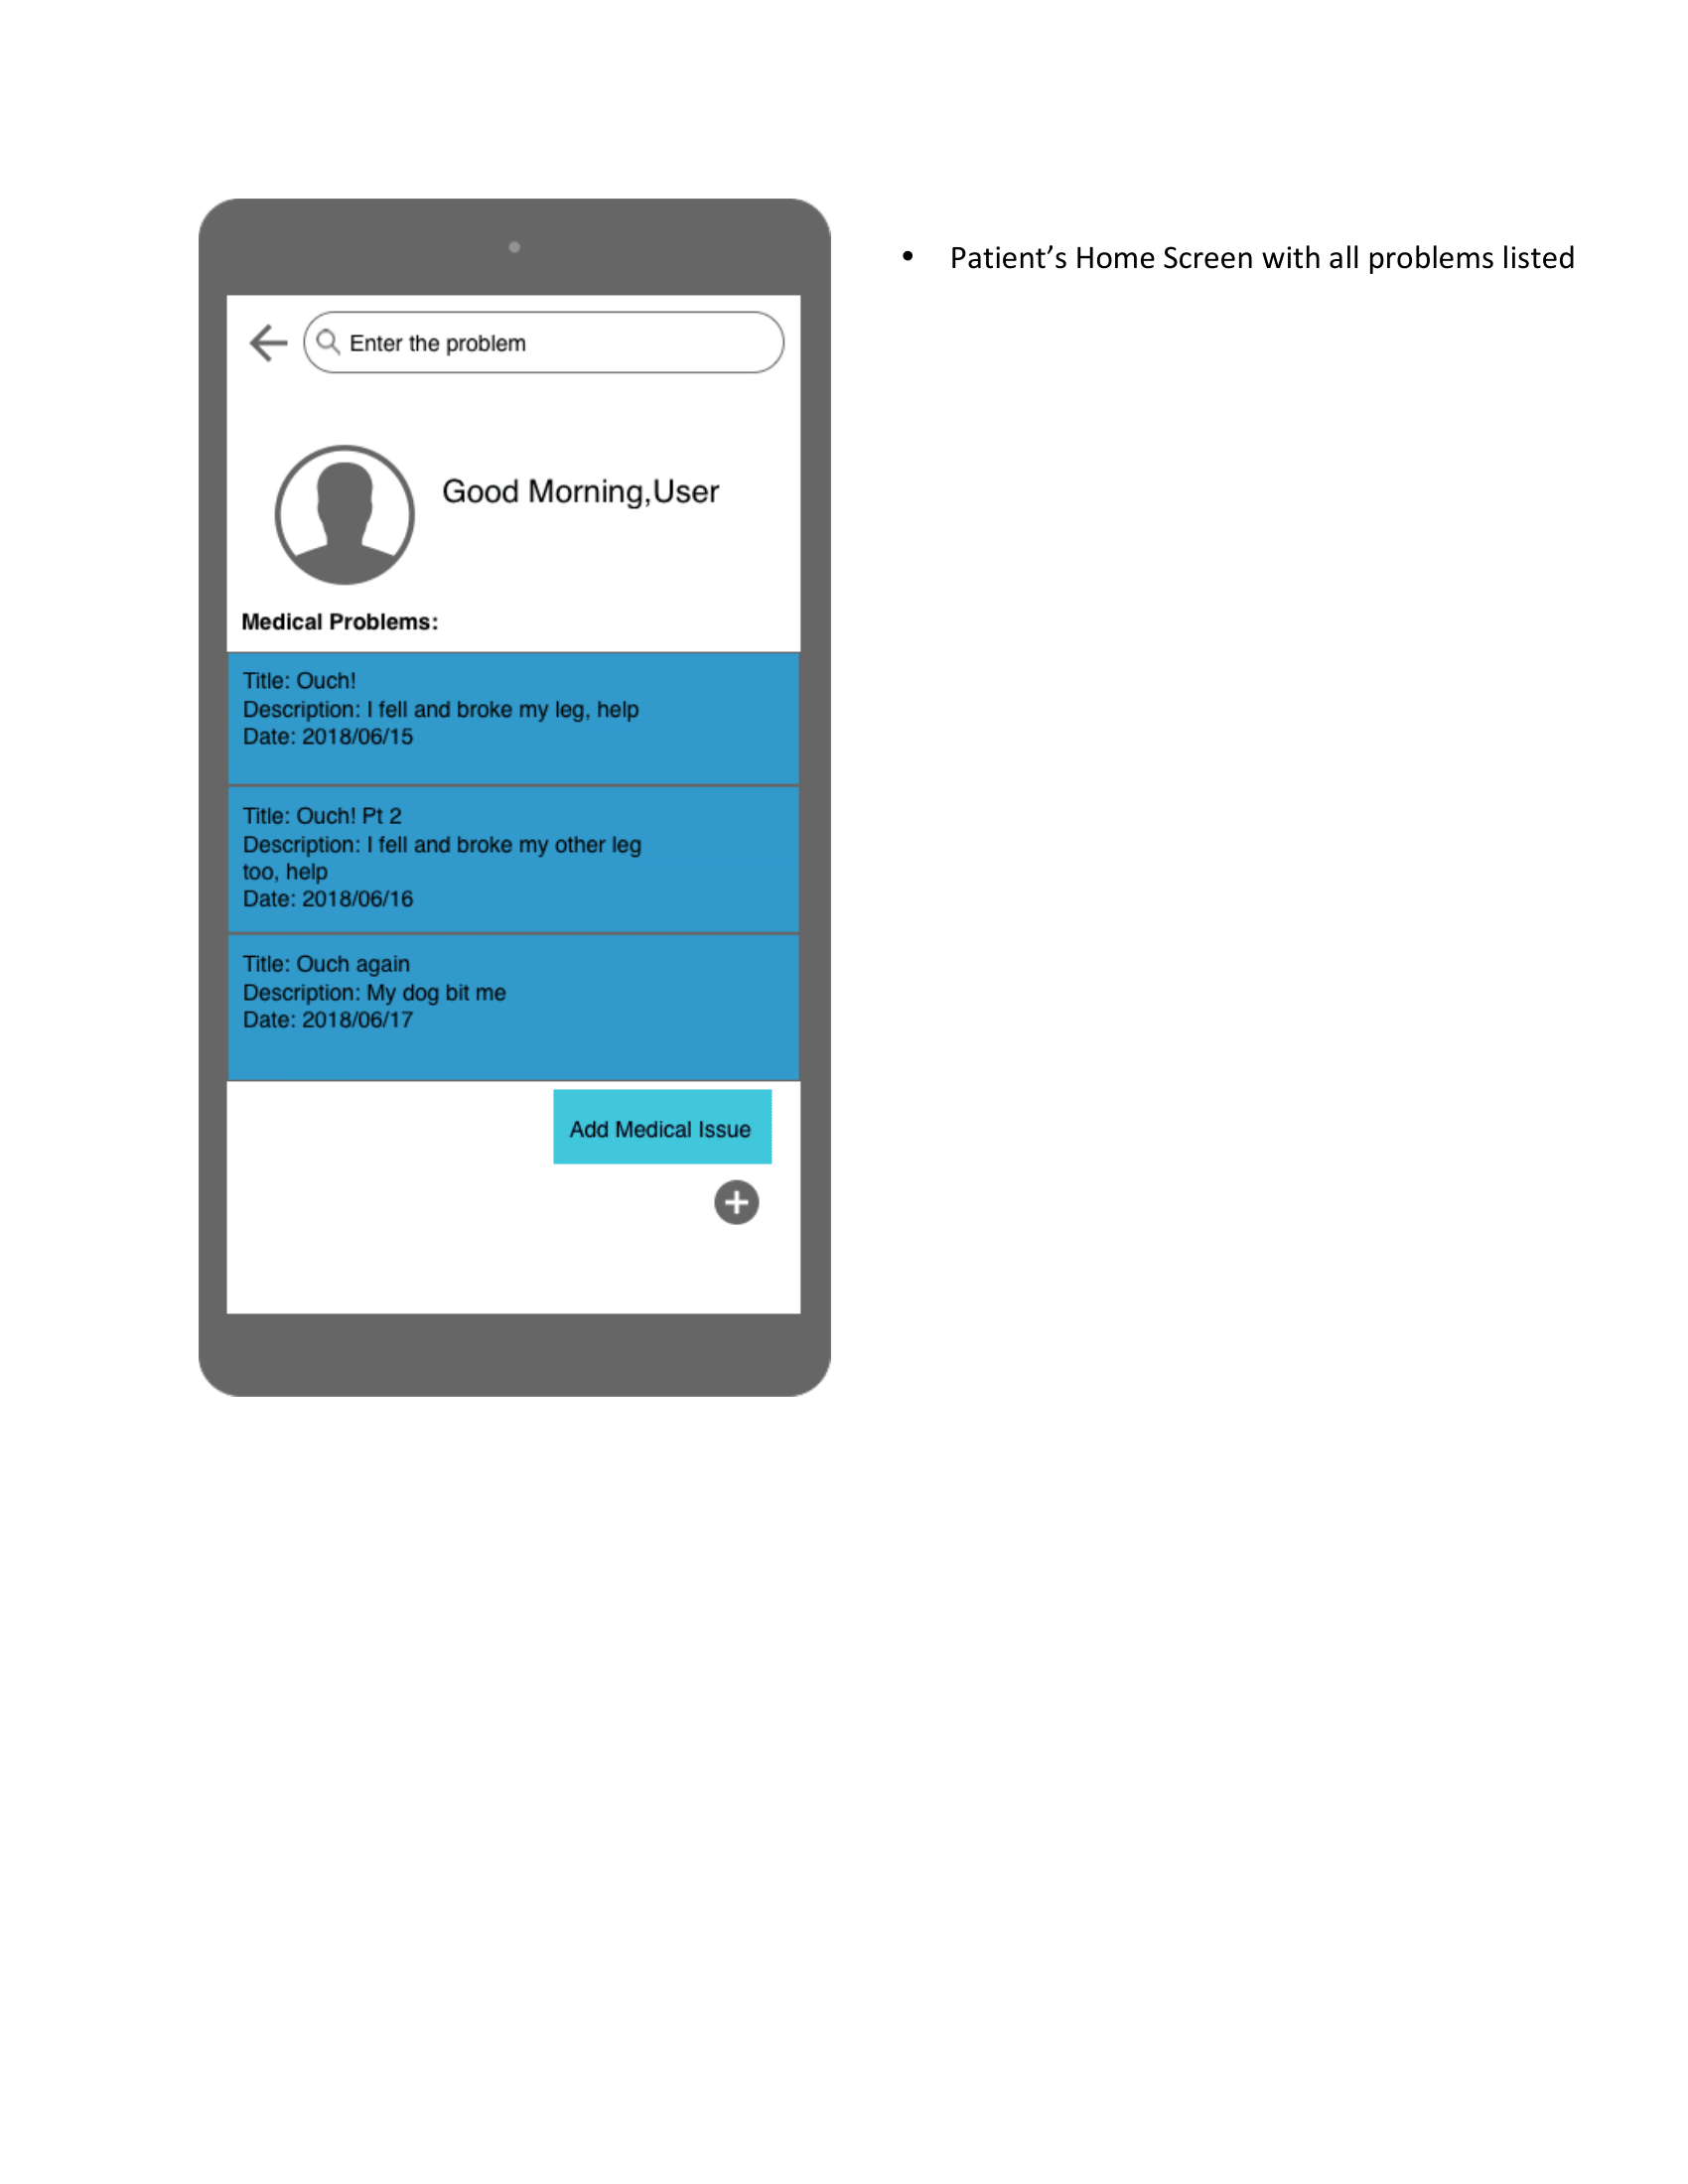 • Patient’s Home Screen with all problems listed
Enter the problem
Good Morning,User
Medical Problems:
Title: Ouch!
Description: I fell and broke my leg, help
Date: 2018/06/15
Title: Ouch! Pt 2
Description: I fell and broke my other leg
too, help
Date: 2018/06/16
Title: Ouch again
Description: My dog bit me
Date: 2018/06/17
Add Medical Issue